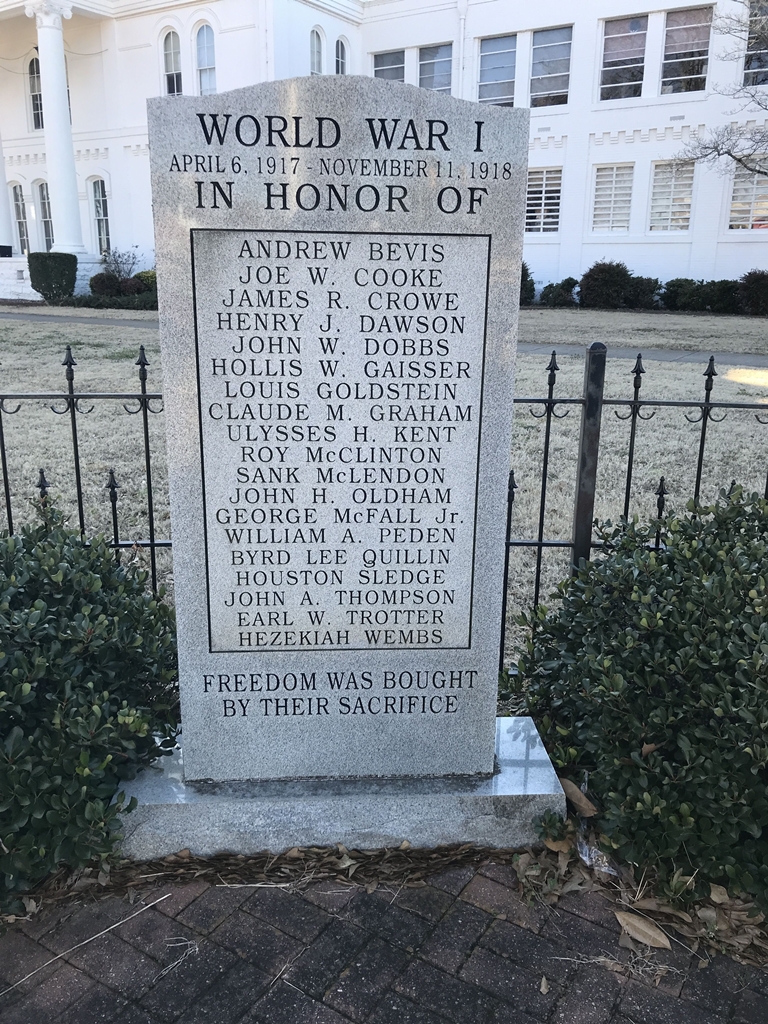 WORLD WAR I
APRIL 6, 1917 - NOVEMBER 11, 1918
IN HONOR OF
ANDREW BEVIS
JOE W. COOKE
JAMES R. CROWE
HENRY J. DAWSON
JOHN W. DOBBS
HOLLIS W. GAISSER
LOUIS GOLDSTEIN
CLAUDE M. GRAHAM
ULYSSES H. KENT
ROY McCLINTON
SANK McLENDON
JOHN H. OLDHAM
GEORGE McFALL Jr.
WILLIAM A. PEDEN
BYRD LEE QUILLIN
HOUSTON SLEDGE
JOHN A. THOMPSON
EARL W. TROTTER
HEZEKIAH WEMBS
FREEDOM WAS BOUGHT
BY THEIR SACRIFICE